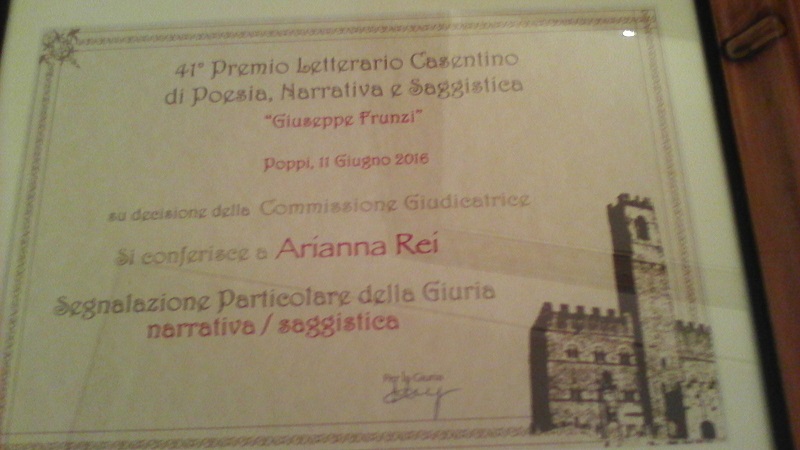 41° Premio Letterario Casentino
di Poesia, Narrativa e Saggistica
"Giuseppe Frunzi"
Poppi, 11 Giugno 2016
su decisione della Commissione Giudicatrice
Si conferisce a Arianna Rei
Segnalazione Particolare della Giuria
narrativa / saggistica
Per la Giuria